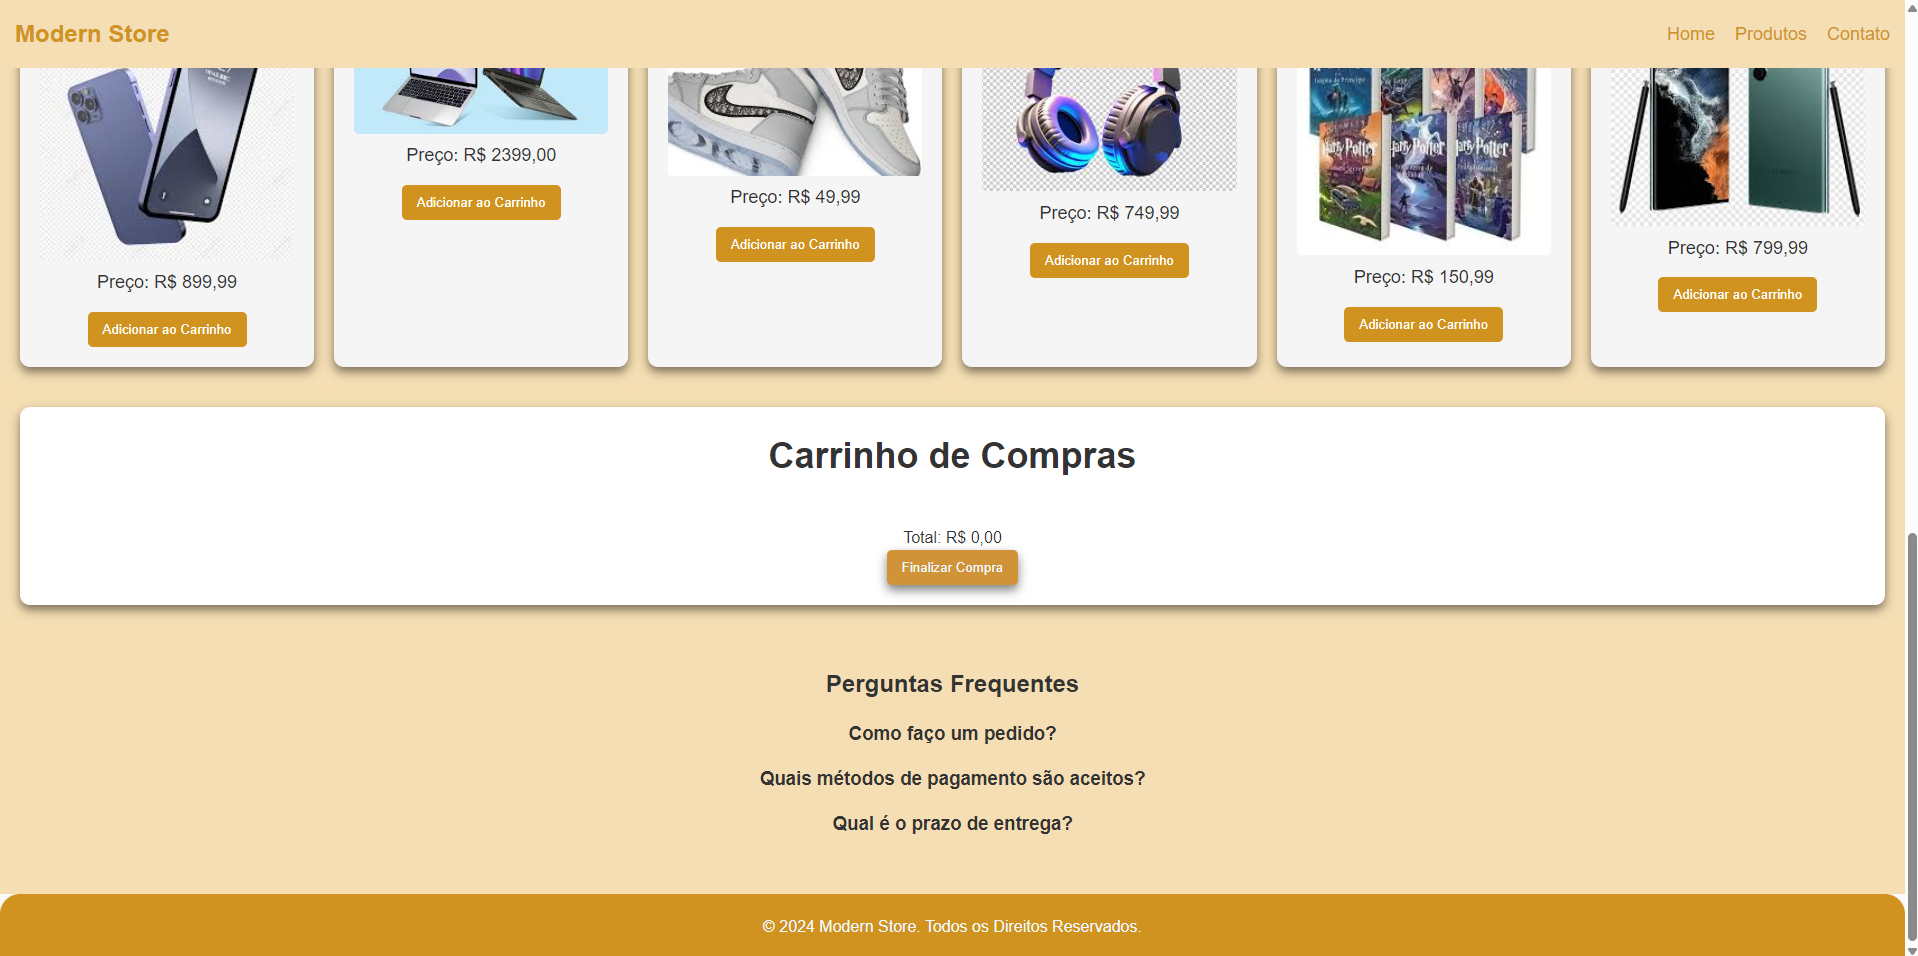 Modern Store
Home Produtos Contato
Harry Potter Harry Potter Harry Potter
Preço: R$ 899,99
Adicionar ao Carrinho
Preço: R$ 2399,00
Adicionar ao Carrinho
Preço: R$ 49,99
Adicionar ao Carrinho
Preço: R$ 749,99
Adicionar ao Carrinho
Preço: R$ 150,99
Adicionar ao Carrinho
Preço: R$ 799,99
Adicionar ao Carrinho
Carrinho de Compras
Total: R$ 0,00
Finalizar Compra
Perguntas Frequentes
Como faço um pedido?
Quais métodos de pagamento são aceitos?
Qual é o prazo de entrega?
© 2024 Modern Store. Todos os Direitos Reservados.